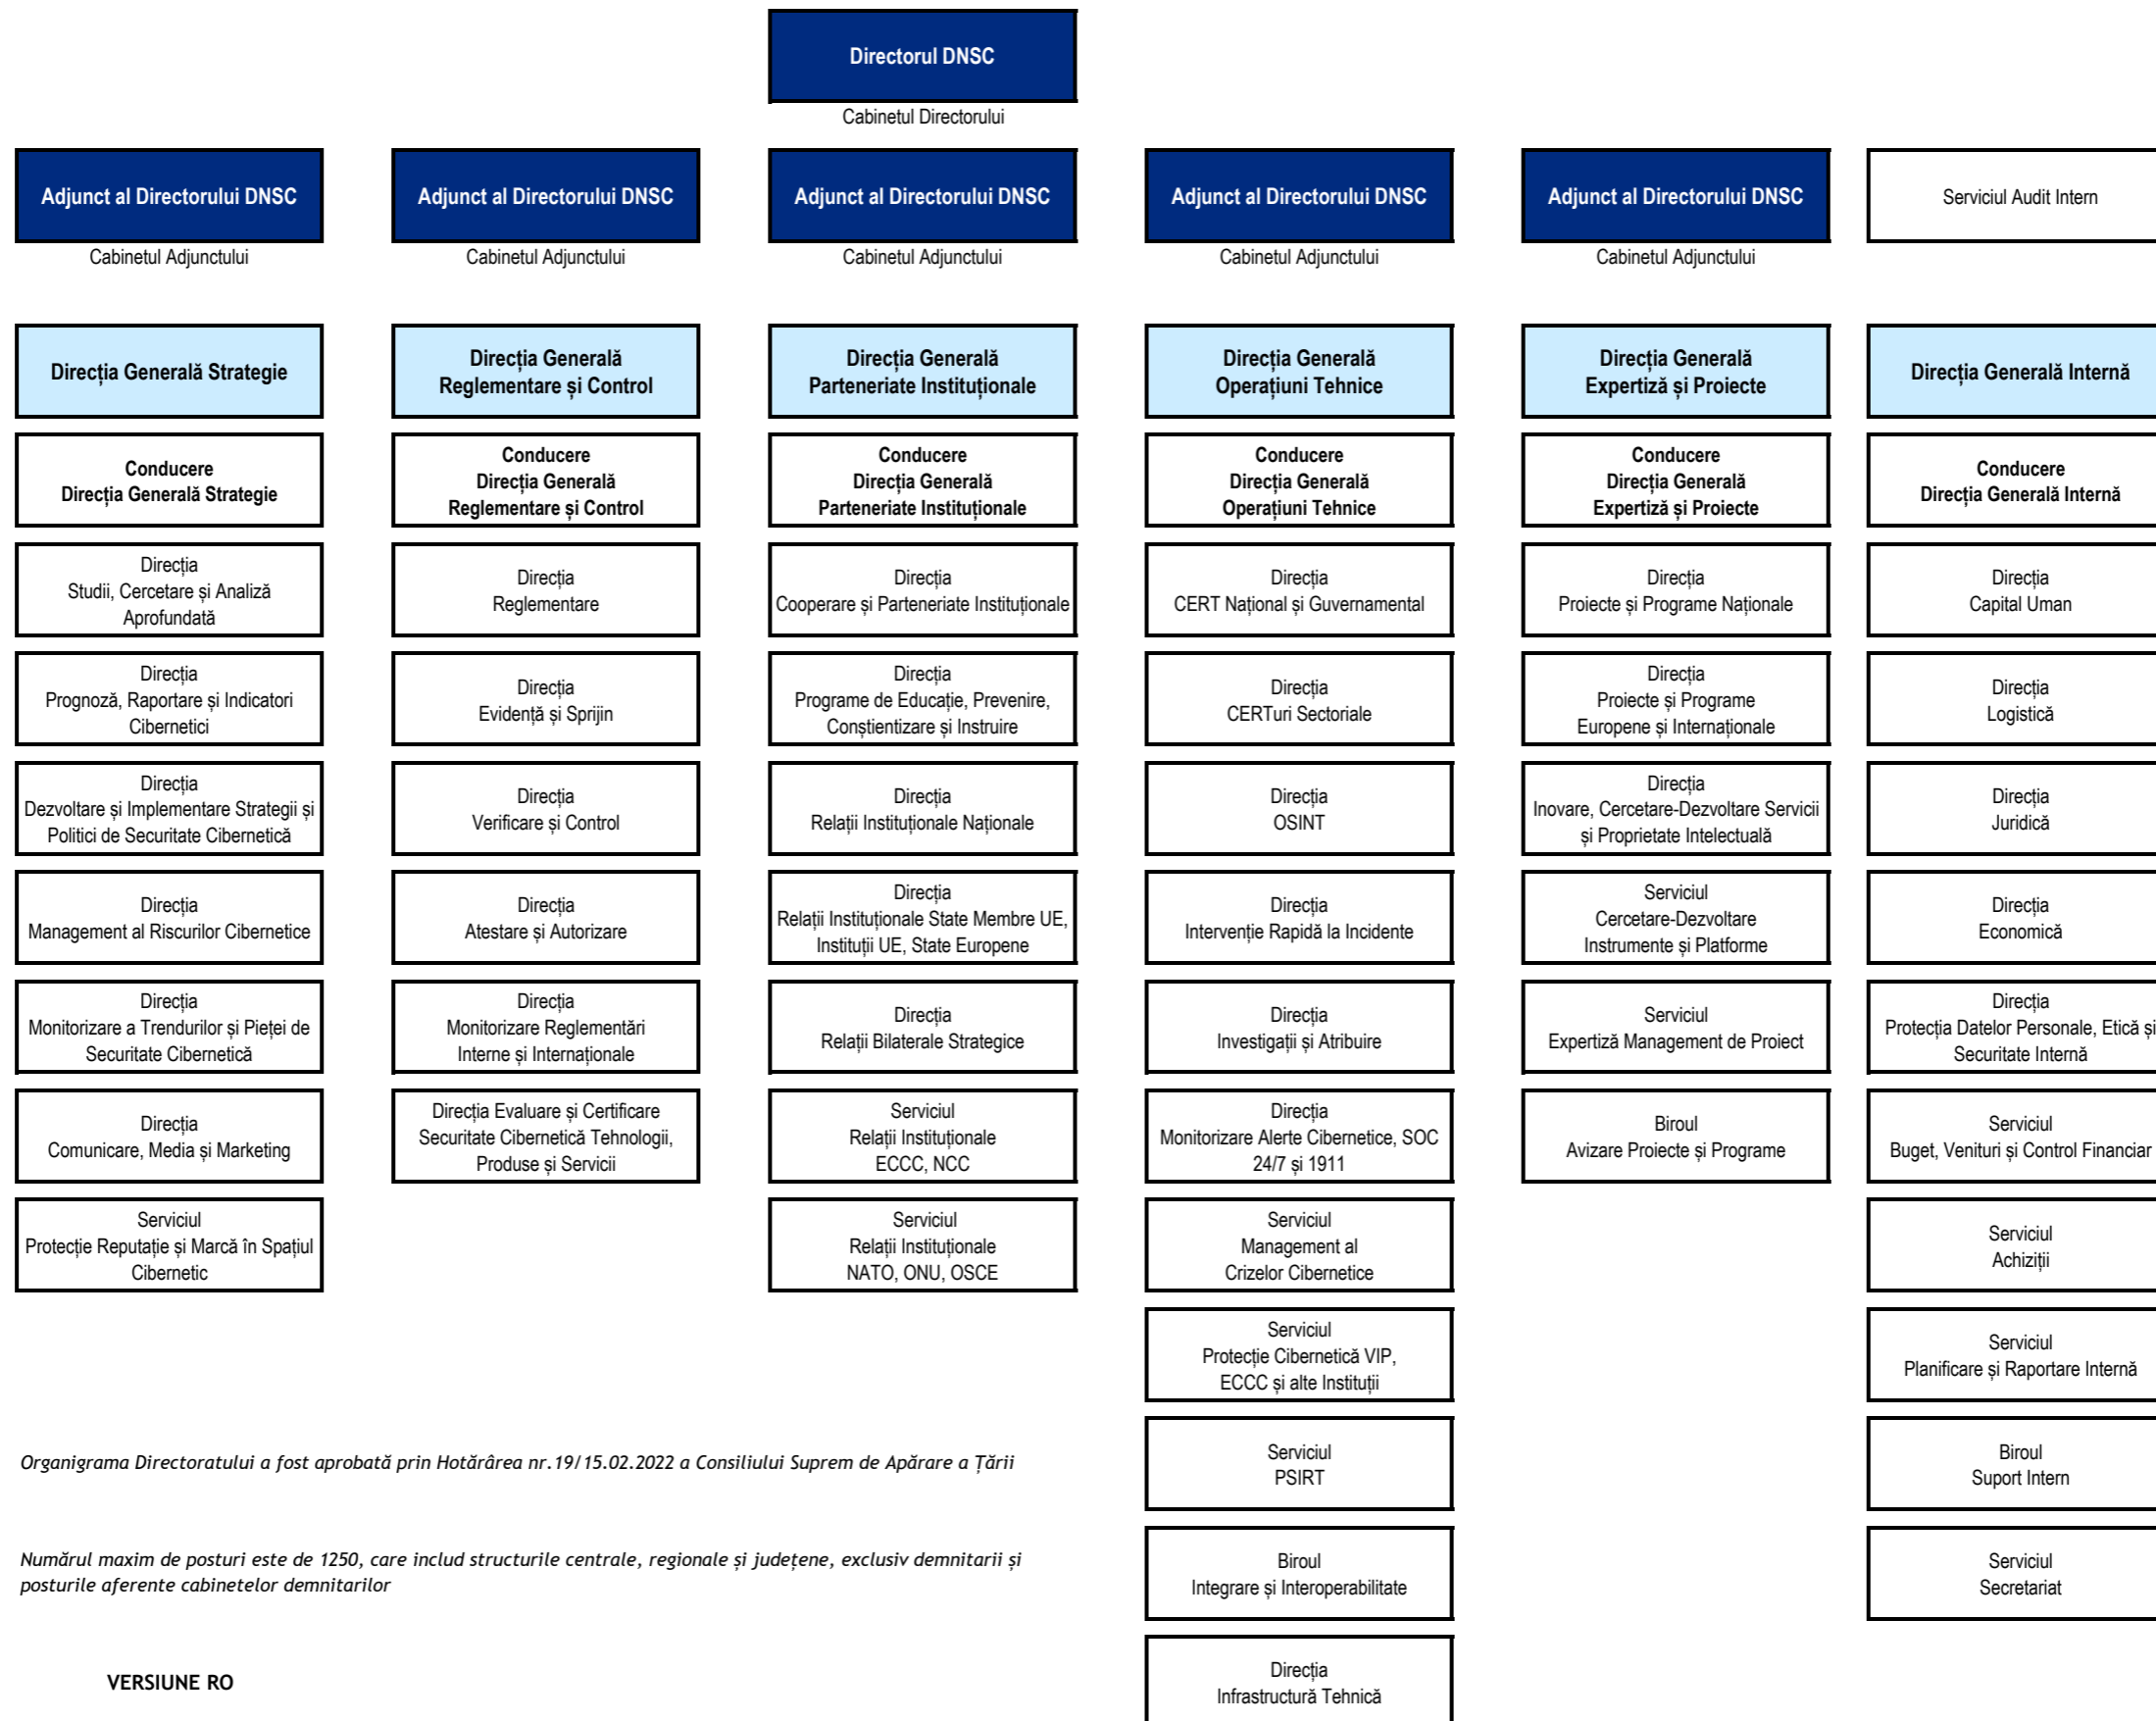 Directorul DNSC
Cabinetul Directorului
Adjunct al Directorului DNSC
Cabinetul Adjunctului
Adjunct al Directorului DNSC
Cabinetul Adjunctului
Adjunct al Directorului DNSC
Cabinetul Adjunctului
Adjunct al Directorului DNSC
Cabinetul Adjunctului
Adjunct al Directorului DNSC
Cabinetul Adjunctului
Serviciul Audit Intern
Direcția Generală Strategie
Conducere
Direcția Generală Strategie
Direcția
Studii, Cercetare și Analiză
Aprofundată
Direcția
Prognoză, Raportare și Indicatori
Cibernetici
Direcția
Dezvoltare și Implementare Strategii și
Politici de Securitate Cibernetică
Direcția
Management al Riscurilor Cibernetice
Direcția
Monitorizare a Trendurilor și Pieței de
Securitate Cibernetică
Direcția
Comunicare, Media și Marketing
Serviciul
Protecție Reputație și Marcă în Spațiul
Cibernetic
Direcția Generală
Reglementare și Control
Conducere
Direcția Generală
Reglementare și Control
Direcția
Reglementare
Direcția
Evidență și Sprijin
Direcția
Verificare și Control
Direcția
Atestare și Autorizare
Direcția
Monitorizare Reglementări
Interne și Internaționale
Direcția Evaluare și Certificare
Securitate Cibernetică Tehnologii,
Produse și Servicii
Direcția Generală
Parteneriate Instituționale
Conducere
Direcția Generală
Parteneriate Instituționale
Direcția
Cooperare și Parteneriate Instituționale
Direcția
Programe de Educație, Prevenire,
Conștientizare și Instruire
Direcția
Relații Instituționale Naționale
Direcția
Relații Instituționale State Membre UE,
Instituții UE, State Europene
Direcția
Relații Bilaterale Strategice
Serviciul
Relații Instituționale
ECCC, NCC
Serviciul
Relații Instituționale
NATO, ONU, OSCE
Direcția Generală
Operațiuni Tehnice
Conducere
Direcția Generală
Operațiuni Tehnice
Direcția
CERT Național și Guvernamental
Direcția
CERTuri Sectoriale
Direcția
OSINT
Direcția
Intervenție Rapidă la Incidente
Direcția
Investigații și Atribuire
Direcția
Monitorizare Alerte Cibernetice, SOC
24/7 și 1911
Serviciul
Management al
Crizelor Cibernetice
Serviciul
Protecție Cibernetică VIP,
ECCC și alte Instituții
Serviciul
PSIRT
Biroul
Integrare și Interoperabilitate
Direcția
Infrastructură Tehnică
Direcția Generală
Expertiză și Proiecte
Conducere
Direcția Generală
Expertiză și Proiecte
Direcția
Proiecte și Programe Naționale
Direcția
Proiecte și Programe
Europene și Internaționale
Direcția
Inovare, Cercetare-Dezvoltare Servicii
și Proprietate Intelectuală
Serviciul
Cercetare-Dezvoltare
Instrumente și Platforme
Serviciul
Expertiză Management de Proiect
Biroul
Avizare Proiecte și Programe
Direcția Generală Internă
Conducere
Direcția Generală Internă
Direcția
Capital Uman
Direcția
Logistică
Direcția
Juridică
Direcția
Economică
Direcția
Protecția Datelor Personale, Etică și
Securitate Internă
Serviciul
Buget, Venituri și Control Financiar
Serviciul
Achiziții
Serviciul
Planificare și Raportare Internă
Biroul
Suport Intern
Serviciul
Secretariat
Organigrama Directoratului a fost aprobată prin Hotărârea nr.19/15.02.2022 a Consiliului Suprem de Apărare a Țării
Numărul maxim de posturi este de 1250, care includ structurile centrale, regionale și județene, exclusiv demnitarii și
posturile aferente cabinetelor demnitarilor
VERSIUNE RO